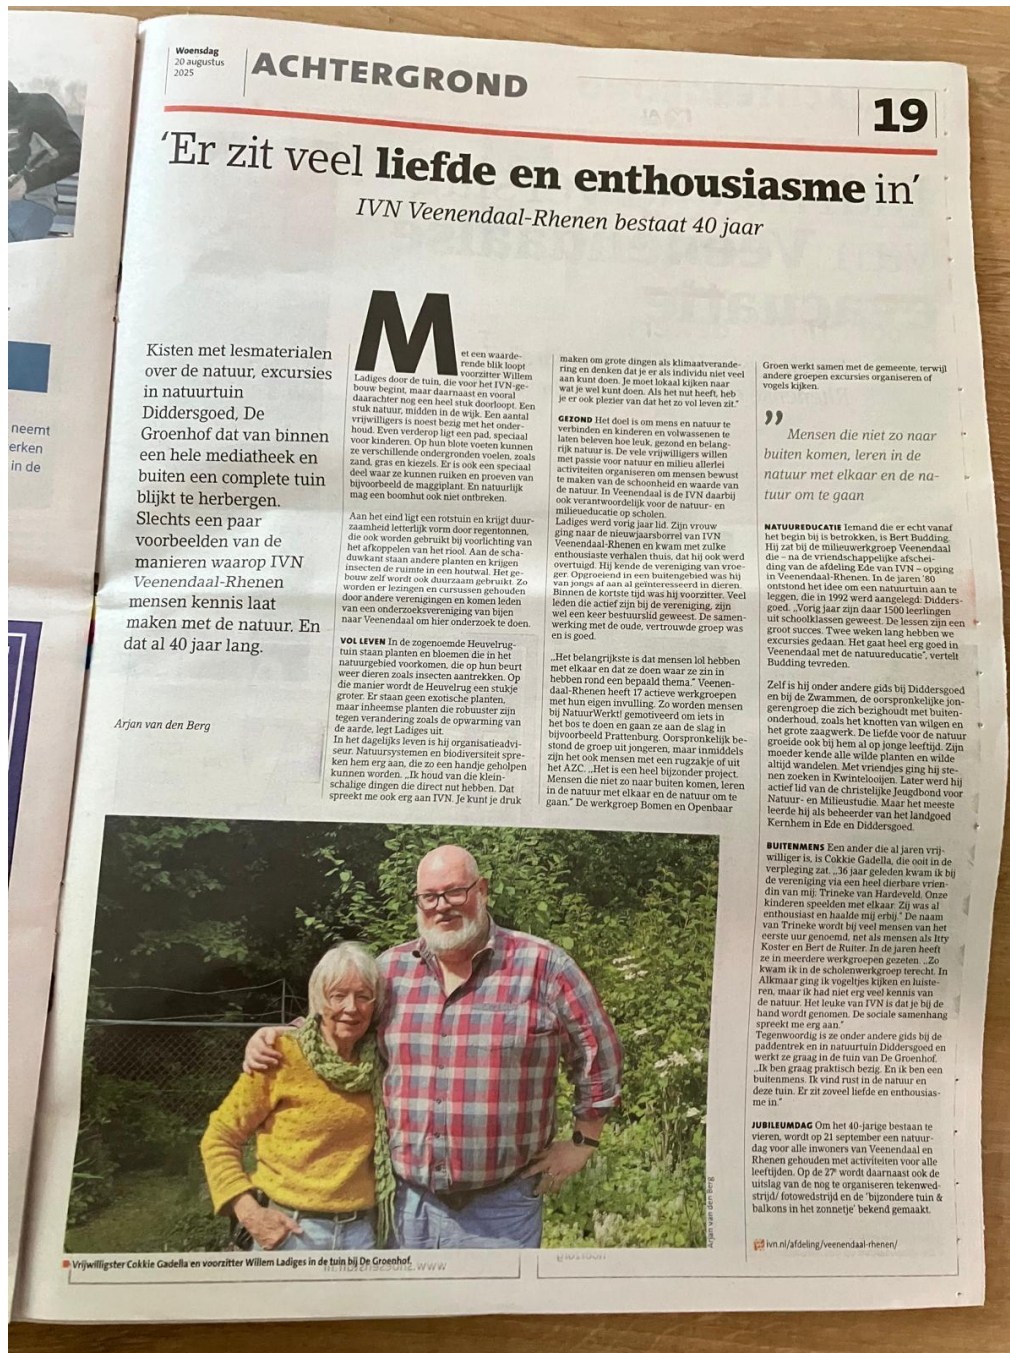 neemt
erken
in de
Woensdag
20 augustus
2025
ACHTERGROND
19
'Er zit veel liefde en enthousiasme in'
IVN Veenendaal-Rhenen bestaat 40 jaar
Kisten met lesmaterialen
over de natuur, excursies
in natuurtuin
Diddersgoed, De
Groenhof dat van binnen
een hele mediatheek en
buiten een complete tuin
blijkt te herbergen.
Slechts een paar
voorbeelden van de
manieren waarop IVN
Veenendaal-Rhenen
mensen kennis laat
maken met de natuur. En
dat al 40 jaar lang.
Arjan van den Berg
Met een waarde-
rende blik loopt
voorzitter Willem
Ladiges door de tuin, die voor het IVN-ge-
bouw begint, maar daarnaast en vooral
daarachter nog een heel stuk doorloopt. Een
stuk natuur, midden in de wijk. Een aantal
vrijwilligers is noest bezig met het onder-
houd. Even verderop ligt een pad, speciaal
voor kinderen. Op hun blote voeten kunnen
ze verschillende ondergronden voelen, zoals
zand, gras en kiezels. Er is ook een speciaal
deel waar ze kunnen ruiken en proeven van
bijvoorbeeld de maggiplant. En natuurlijk
mag een boomhut ook niet ontbreken.
Aan het eind ligt een rotstuin en krijgt duur-
zaamheid letterlijk vorm door regentonnen,
die ook worden gebruikt bij voorlichting van
het afkoppelen van het riool. Aan de scha-
duwkant staan andere planten en krijgen
insecten de ruimte in een houtwal. Het ge-
bouw zelf wordt ook duurzaam gebruikt. Zo
worden er lezingen en cursussen gehouden
door andere verenigingen en komen leden
van een onderzoeksvereniging van bijen
naar Veenendaal om hier onderzoek te doen.
VOL LEVEN In de zogenoemde Heuvelrug-
tuin staan planten en bloemen die in het
natuurgebied voorkomen, die op hun beurt
weer dieren zoals insecten aantrekken. Op
die manier wordt de Heuvelrug een stukje
groter. Er staan geen exotische planten,
maar inheemse planten die robuuster zijn
tegen verandering zoals de opwarming van
de aarde, legt Ladiges uit.
In het dagelijks leven is hij organisatieadvi-
seur. Natuursystemen en biodiversiteit spre-
ken hem erg aan, die zo een handje geholpen
kunnen worden. „Ik houd van die klein-
schalige dingen die direct nut hebben. Dat
spreekt me ook erg aan IVN. Je kunt je druk
maken om grote dingen als klimaatverande-
ring en denken dat je er als individu niet veel
aan kunt doen. Je moet lokaal kijken naar
wat je wel kunt doen. Als het nut heeft, heb
je er ook plezier van dat het zo vol leven zit."
GEZOND Het doel is om mens en natuur te
verbinden en kinderen en volwassenen te
laten beleven hoe leuk, gezond en belang-
rijk natuur is. De vele vrijwilligers willen
met passie voor natuur en milieu allerlei
activiteiten organiseren om mensen bewust
te maken van de schoonheid en waarde van
de natuur. In Veenendaal is de IVN daarbij
ook verantwoordelijk voor de natuur- en
milieueducatie op scholen.
Ladiges werd vorig jaar lid. Zijn vrouw
ging naar de nieuwjaarsborrel van IVN
Veenendaal-Rhenen en kwam met zulke
enthousiaste verhalen thuis, dat hij ook werd
overtuigd. Hij kende de vereniging van vroe-
ger. Opgroeiend in een buitengebied was hij
van jongs af aan al geïnteresseerd in dieren.
Binnen de kortste tijd was hij voorzitter. Veel
leden die actief zijn bij de vereniging, zijn
wel een keer bestuurslid geweest. De samen-
werking met de oude, vertrouwde groep was
en is goed.
„Het belangrijkste is dat mensen lol hebben
met elkaar en dat ze doen waar ze zin in
hebben rond een bepaald thema." Veenen-
daal-Rhenen heeft 17 actieve werkgroepen
met hun eigen invulling. Zo worden mensen
bij NatuurWerkt! gemotiveerd om iets in
het bos te doen en gaan ze aan de slag in
bijvoorbeeld Prattenburg. Oorspronkelijk be-
stond de groep uit jongeren, maar inmiddels
zijn het ook mensen met een rugzakje of uit
het AZC. „Het is een heel bijzonder project.
Mensen die niet zo naar buiten komen, leren
in de natuur met elkaar en de natuur om te
gaan." De werkgroep Bomen en Openbaar
Groen werkt samen met de gemeente, terwijl
andere groepen excursies organiseren of
vogels kijken.
”
Mensen die niet zo naar
buiten komen, leren in de
natuur met elkaar en de na-
tuur om te gaan
NATUUREDUCATIE Iemand die er echt vanaf
het begin bij is betrokken, is Bert Budding.
Hij zat bij de milieuwerkgroep Veenendaal
die – na de vriendschappelijke afschei-
ding van de afdeling Ede van IVN – opging
in Veenendaal-Rhenen. In de jaren '80
ontstond het idee om een natuurtuin aan te
leggen, die in 1992 werd aangelegd: Didders-
goed. „Vorig jaar zijn daar 1500 leerlingen
uit schoolklassen geweest. De lessen zijn een
groot succes. Twee weken lang hebben we
excursies gedaan. Het gaat heel erg goed in
Veenendaal met de natuureducatie", vertelt
Budding tevreden.
Zelf is hij onder andere gids bij Diddersgoed
en bij de Zwammen, de oorspronkelijke jon-
gerengroep die zich bezighoudt met buiten-
onderhoud, zoals het knotten van wilgen en
het grote zaagwerk. De liefde voor de natuur
groeide ook bij hem al op jonge leeftijd. Zijn
moeder kende alle wilde planten en wilde
altijd wandelen. Met vriendjes ging hij ste-
nen zoeken in Kwintelooijen. Later werd hij
actief lid van de christelijke Jeugdbond voor
Natuur- en Milieustudie. Maar het meeste
leerde hij als beheerder van het landgoed
Kernhem in Ede en Diddersgoed.
BUITENMENS Een ander die al jaren vrij-
williger is, is Cokkie Gadella, die ooit in de
verpleging zat. „36 jaar geleden kwam ik bij
de vereniging via een heel dierbare vrien-
din van mij: Trineke van Hardeveld. Onze
kinderen speelden met elkaar. Zij was al
enthousiast en haalde mij erbij." De naam
van Trineke wordt bij veel mensen van het
eerste uur genoemd, net als mensen als Itty
Koster en Bert de Ruiter. In de jaren heeft
ze in meerdere werkgroepen gezeten. „Zo
kwam ik in de scholenwerkgroep terecht. In
Alkmaar ging ik vogeltjes kijken en luiste-
ren, maar ik had niet erg veel kennis van
de natuur. Het leuke van IVN is dat je bij de
hand wordt genomen. De sociale samenhang
spreekt me erg aan."
Tegenwoordig is ze onder andere gids bij de
paddentrek en in natuurtuin Diddersgoed en
werkt ze graag in de tuin van De Groenhof.
„Ik ben graag praktisch bezig. En ik ben een
buitenmens. Ik vind rust in de natuur en
deze tuin. Er zit zoveel liefde en enthousias-
me in."
JUBILEUMDAG Om het 40-jarige bestaan te
vieren, wordt op 21 september een natuur-
dag voor alle inwoners van Veenendaal en
Rhenen gehouden met activiteiten voor alle
leeftijden. Op de 27e wordt daarnaast ook de
uitslag van de nog te organiseren tekenwed-
strijd/ fotowedstrijd en de 'bijzondere tuin &
balkons in het zonnetje' bekend gemaakt.
ivn.nl/afdeling/veenendaal-rhenen/
Arjan van den Berg
Vrijwilligster Cokkie Gadella en voorzitter Willem Ladiges in de tuin bij De Groenhof.